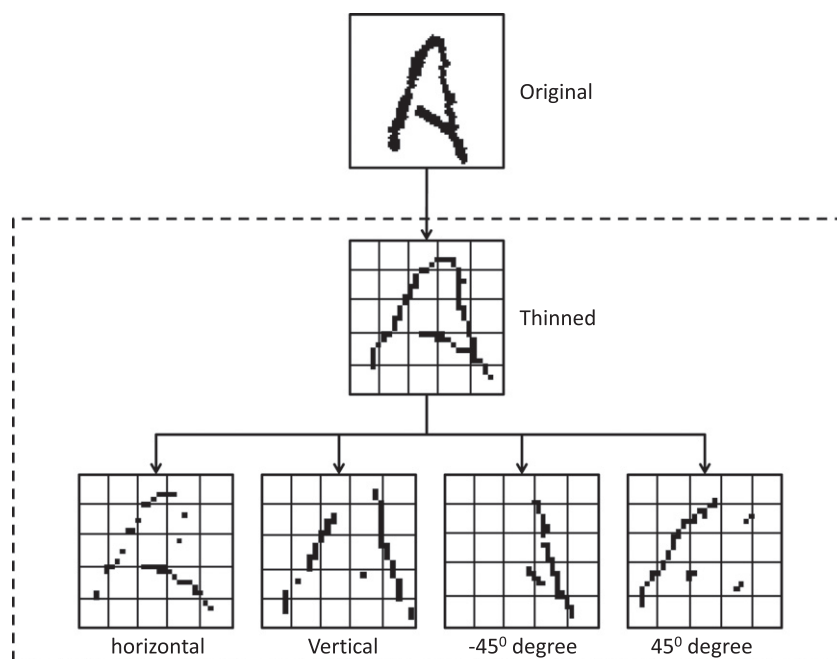 A
Original
Thinned
horizontal
Vertical
-45⁰ degree
45⁰ degree